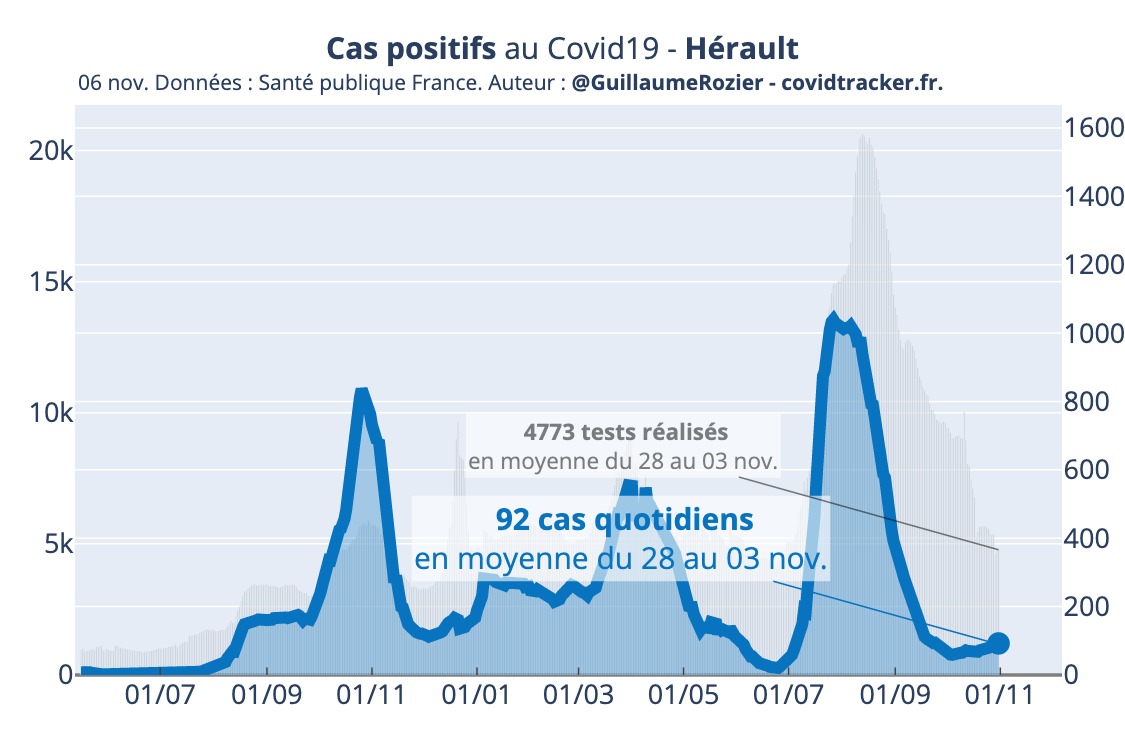 Cas positifs au Covid19 - Hérault
06 nov. Données : Santé publique France. Auteur : @GuillaumeRozier - covidtracker.fr.
1600
20k
1400
1200
15k
1000
10k
800
4773 tests réalisés
en moyenne du 28 au 03 nov.
600
92 cas quotidiens
5k
400
en moyenne du 28 au 03 nov.
200
0
0
01/07
01/09
01/11
01/01
01/03
01/05
01/07
01/09
01/11